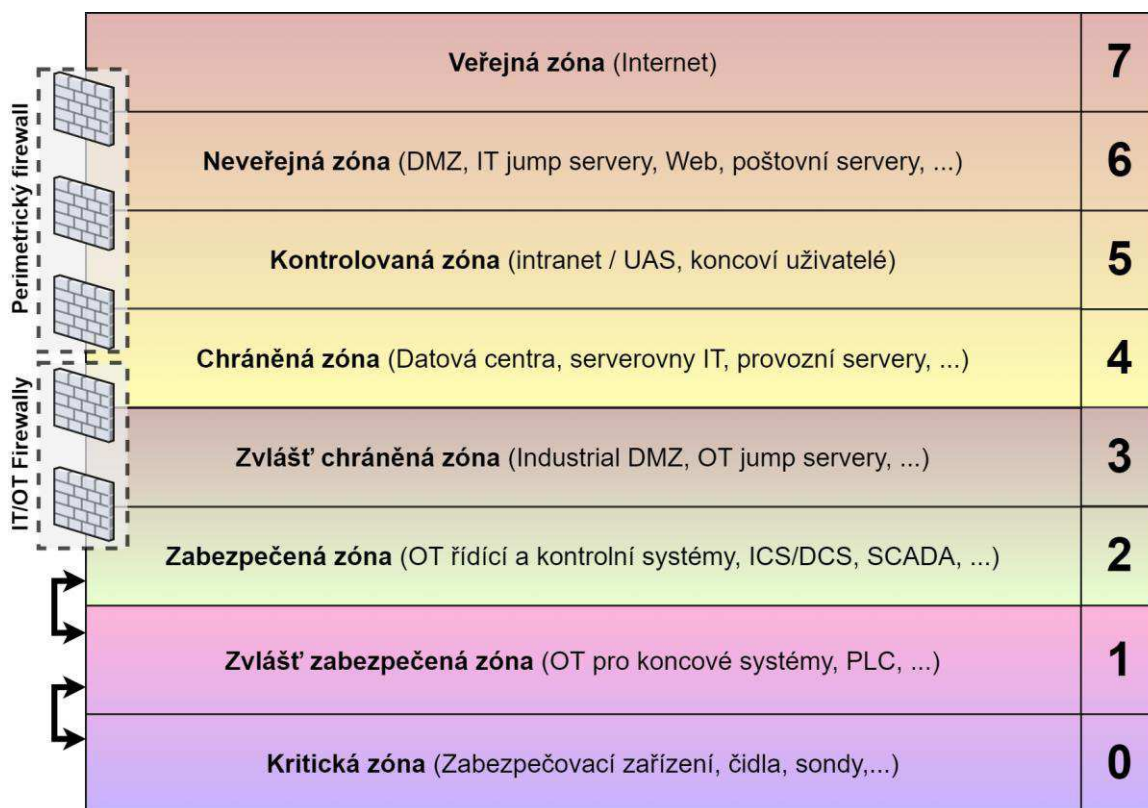 Perimetrický firewall
IT/OT Firewally
Veřejná zóna (Internet) 7
Neveřejná zóna (DMZ, IT jump servery, Web, poštovní servery, ...) 6
Kontrolovaná zóna (intranet / UAS, koncoví uživatelé) 5
Chráněná zóna (Datová centra, serverovny IT, provozní servery, ...) 4
Zvlášť chráněná zóna (Industrial DMZ, OT jump servery, ...) 3
Zabezpečená zóna (OT řídící a kontrolní systémy, ICS/DCS, SCADA, ...) 2
Zvlášť zabezpečená zóna (OT pro koncové systémy, PLC, ...) 1
Kritická zóna (Zabezpečovací zařízení, čidla, sondy,...) 0